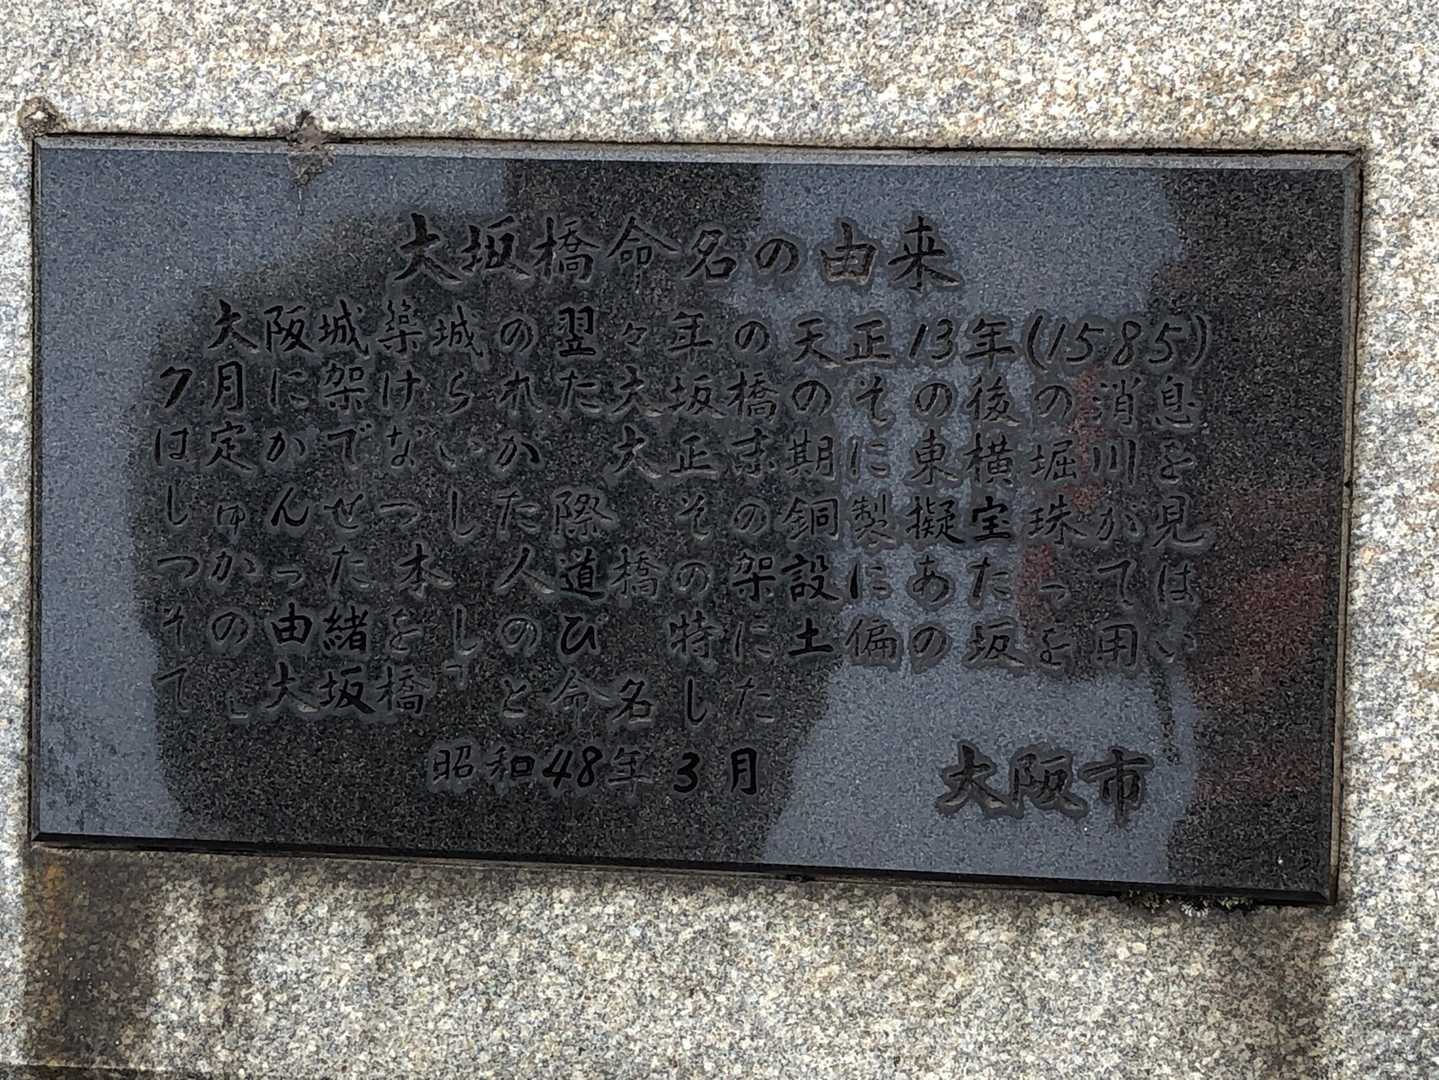 大坂橋命名の由来
大阪城築城の翌々年の天正13年(1585)
7月に架けられた大坂橋のその後の消息
は定かでないが 大正末期に東横堀川を
しゅんせつした際 その銅製擬宝珠が見
つかった 本人道橋の架設にあたっては
その由緒をしのび 特に土偏の坂を用い
て「大坂橋」と命名した
昭和48年3月 大阪市